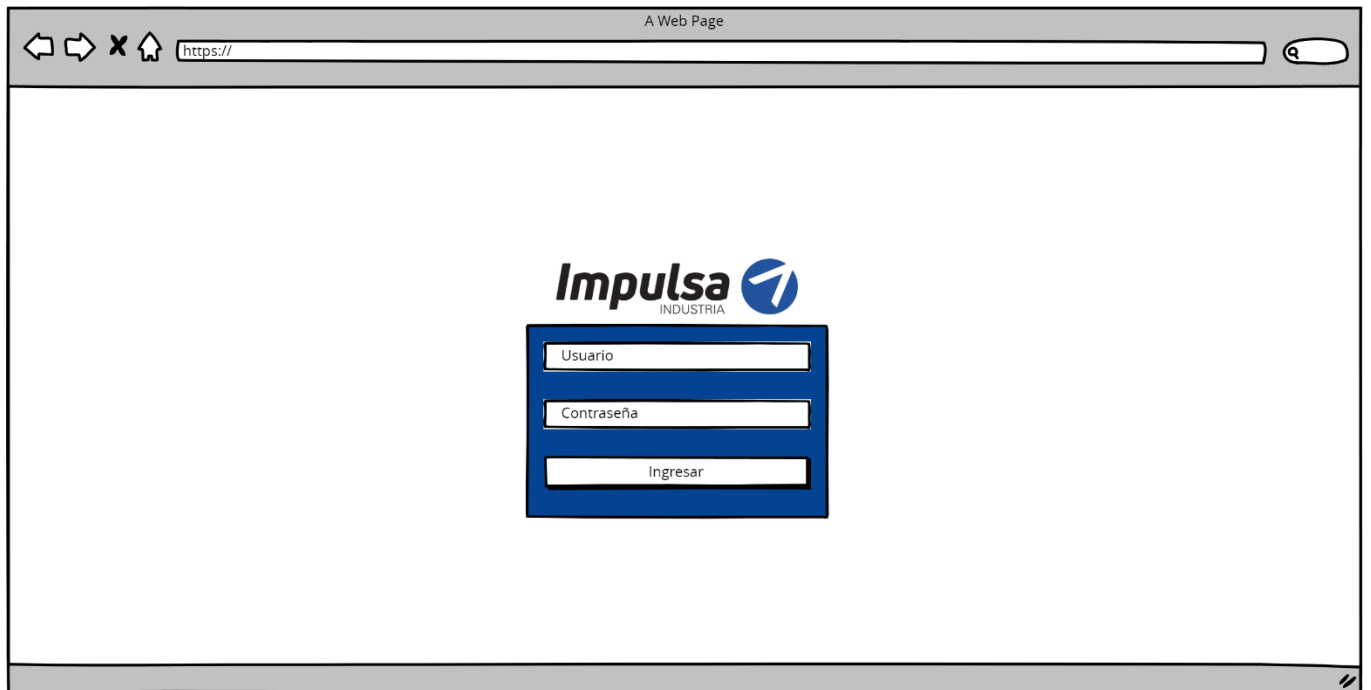 A Web Page
https://
Impulsa
INDUSTRIA
Usuario
Contraseña
Ingresar